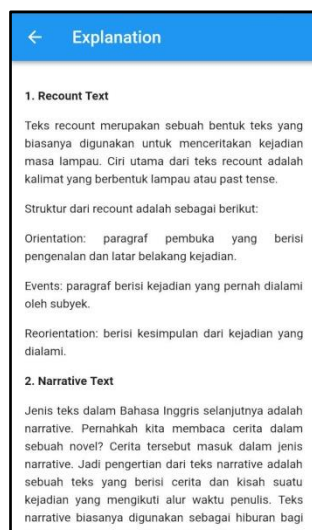 Explanation
1. Recount Text
Teks recount merupakan sebuah bentuk teks yang
biasanya digunakan untuk menceritakan kejadian
masa lampau. Ciri utama dari teks recount adalah
kalimat yang berbentuk lampau atau past tense.
Struktur dari recount adalah sebagai berikut:
Orientation: paragraf pembuka yang berisi
pengenalan dan latar belakang kejadian.
Events: paragraf berisi kejadian yang pernah dialami
oleh subyek.
Reorientation: berisi kesimpulan dari kejadian yang
dialami.
2. Narrative Text
Jenis teks dalam Bahasa Inggris selanjutnya adalah
narrative. Pernahkah kita membaca cerita dalam
sebuah novel? Cerita tersebut masuk dalam jenis
narrative. Jadi pengertian dari teks narrative adalah
sebuah teks yang berisi cerita dan kisah suatu
kejadian yang mengikuti alur waktu penulis. Teks
narrative biasanya digunakan sebagai hiburan bagi